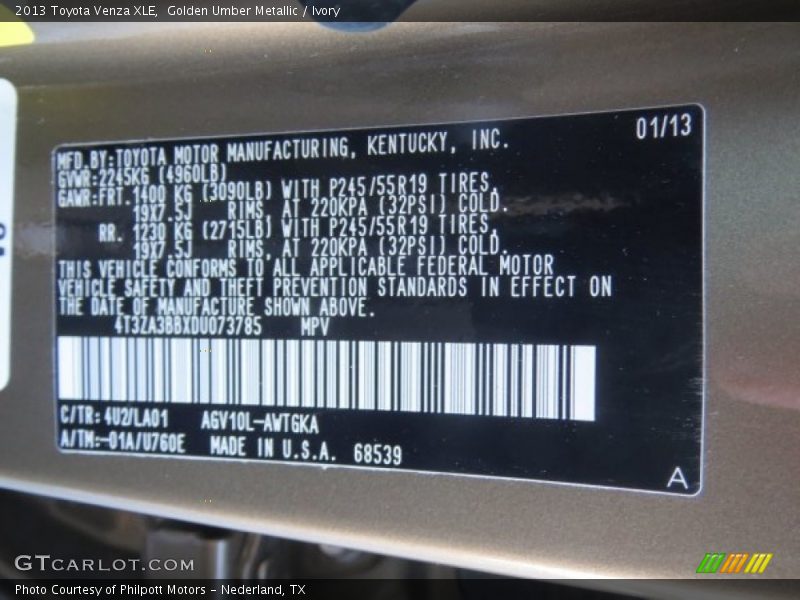 2013 Toyota Venza XLE,  Golden Umber Metallic / Ivory
01/13
MFD.BY:TOYOTA MOTOR MANUFACTURING, KENTUCKY, INC.
GVWR:2245KG (4960LB)
GAWR:FRT.1400 KG (3090LB) WITH P245/55R19 TIRES,
19X7.5J RIMS, AT 220KPA (32PSI) COLD.
RR. 1230 KG (2715LB) WITH P245/55R19 TIRES,
19X7.5J RIMS, AT 220KPA (32PSI) COLD.
THIS VEHICLE CONFORMS TO ALL APPLICABLE FEDERAL MOTOR
VEHICLE SAFETY AND THEFT PREVENTION STANDARDS IN EFFECT ON
THE DATE OF MANUFACTURE SHOWN ABOVE.
4T3ZA3BBXDU073785 MPV
C/TR: 4U2/LA01 AGV10L-AWTGKA
A/TM:-01A/U760E MADE IN U.S.A. 68539
A
GTCARLOT.COM
Photo Courtesy of Philpott Motors - Nederland, TX